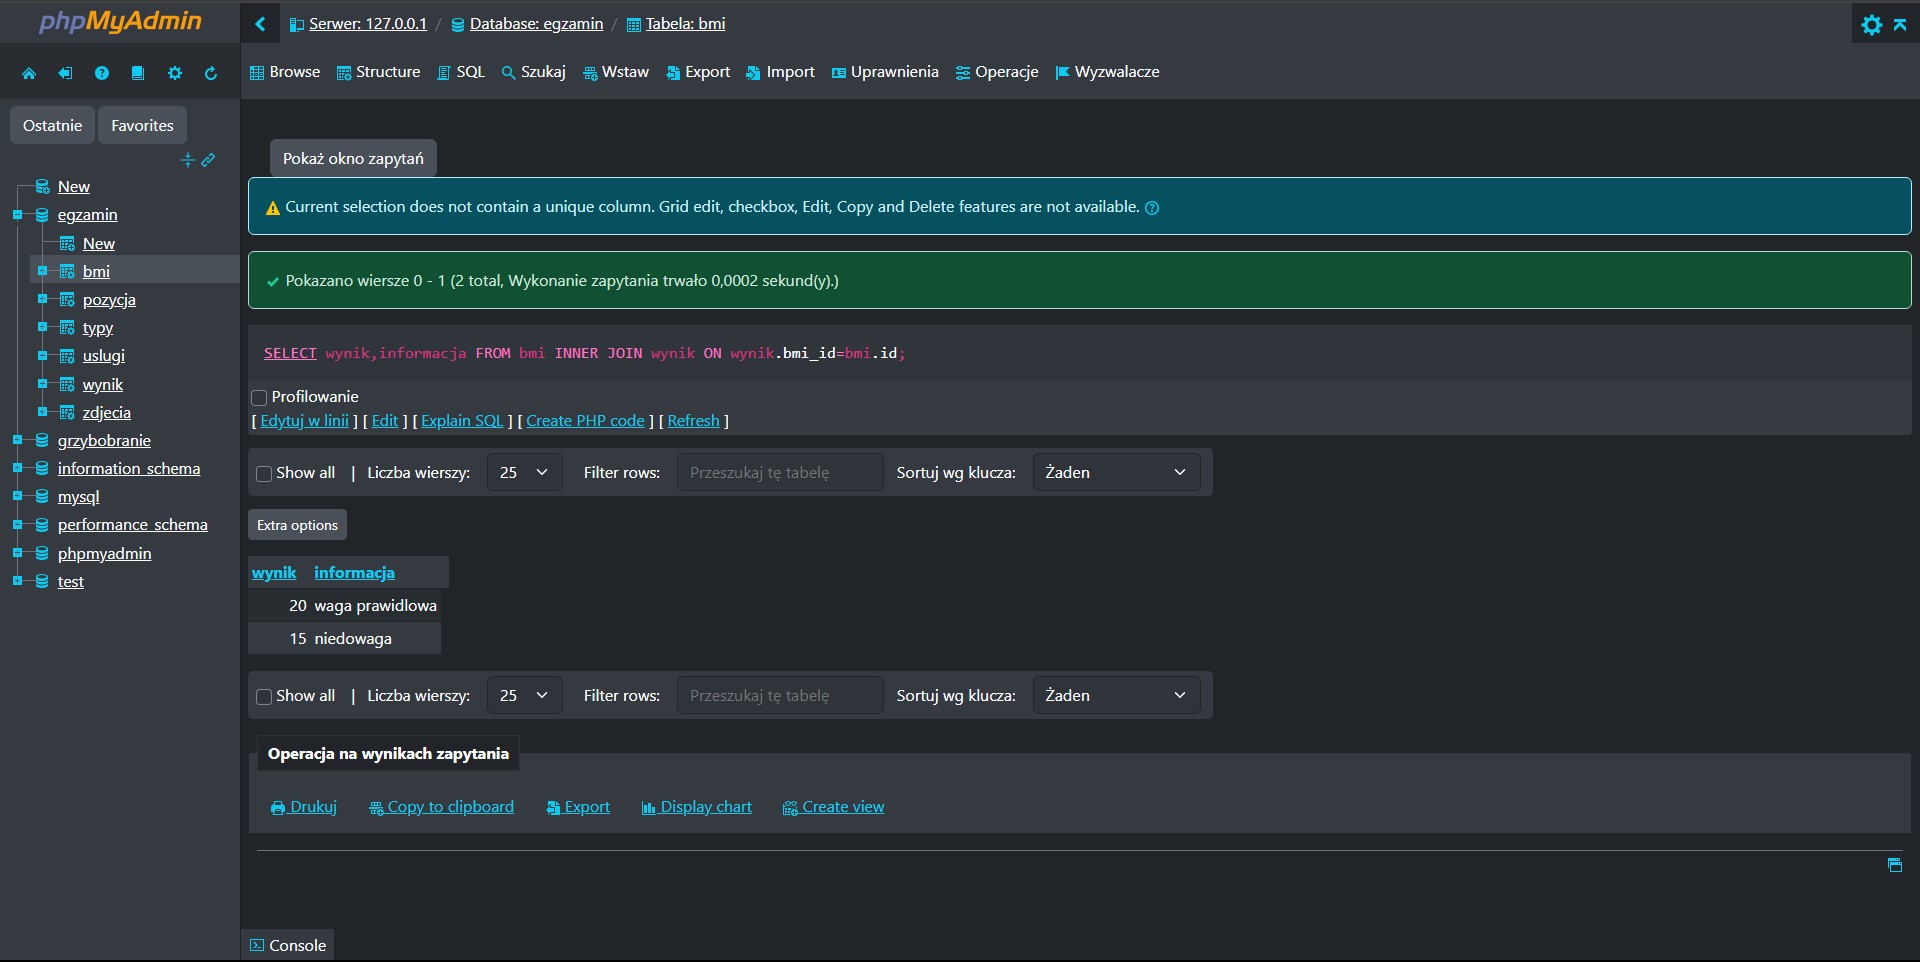 phpMyAdmin
Serwer: 127.0.0.1 / Database: egzamin / Tabela: bmi
Browse Structure SQL Szukaj Wstaw Export Import Uprawnienia Operacje Wyzwalacze
Ostatnie Favorites
New
egzamin
New
bmi
pozycja
typy
uslugi
wynik
zdjecia
grzybobranie
information_schema
mysql
performance_schema
phpmyadmin
test
Pokaż okno zapytań
Current selection does not contain a unique column. Grid edit, checkbox, Edit, Copy and Delete features are not available.
Pokazano wiersze 0 - 1 (2 total, Wykonanie zapytania trwało 0,0002 sekund(y).)
SELECT wynik,informacja FROM bmi INNER JOIN wynik ON wynik.bmi_id=bmi.id;
Profilowanie
[ Edytuj w linii ] [ Edit ] [ Explain SQL ] [ Create PHP code ] [ Refresh ]
Show all | Liczba wierszy: 25 Filter rows: Przeszukaj tę tabelę Sortuj wg klucza: Żaden
Extra options
wynik informacja
20 waga prawidlowa
15 niedowaga
Show all | Liczba wierszy: 25 Filter rows: Przeszukaj tę tabelę Sortuj wg klucza: Żaden
Operacja na wynikach zapytania
Drukuj Copy to clipboard Export Display chart Create view
Console